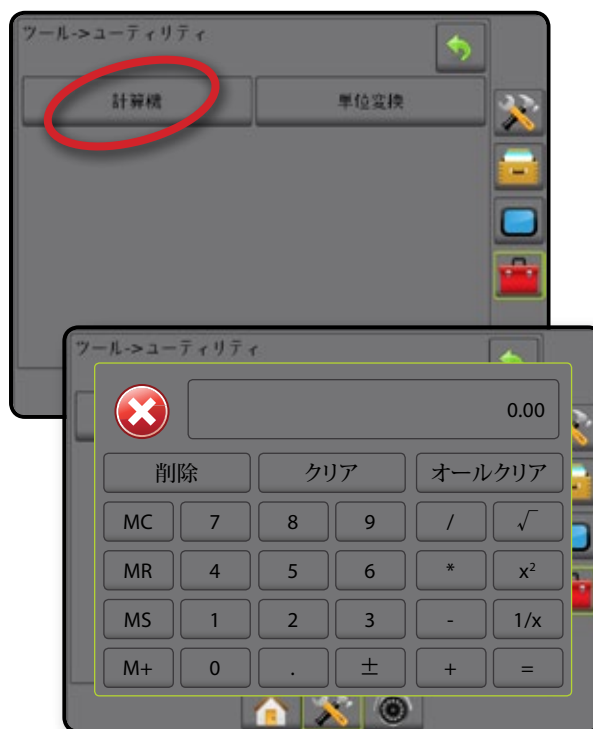 ツール->ユーティリティ
計算機 単位変換
ツール->ユーティリティ
0.00
削除 クリア オールクリア
MC 7 8 9 / √
MR 4 5 6 * x²
MS 1 2 3 - 1/x
M+ 0 . ± + =